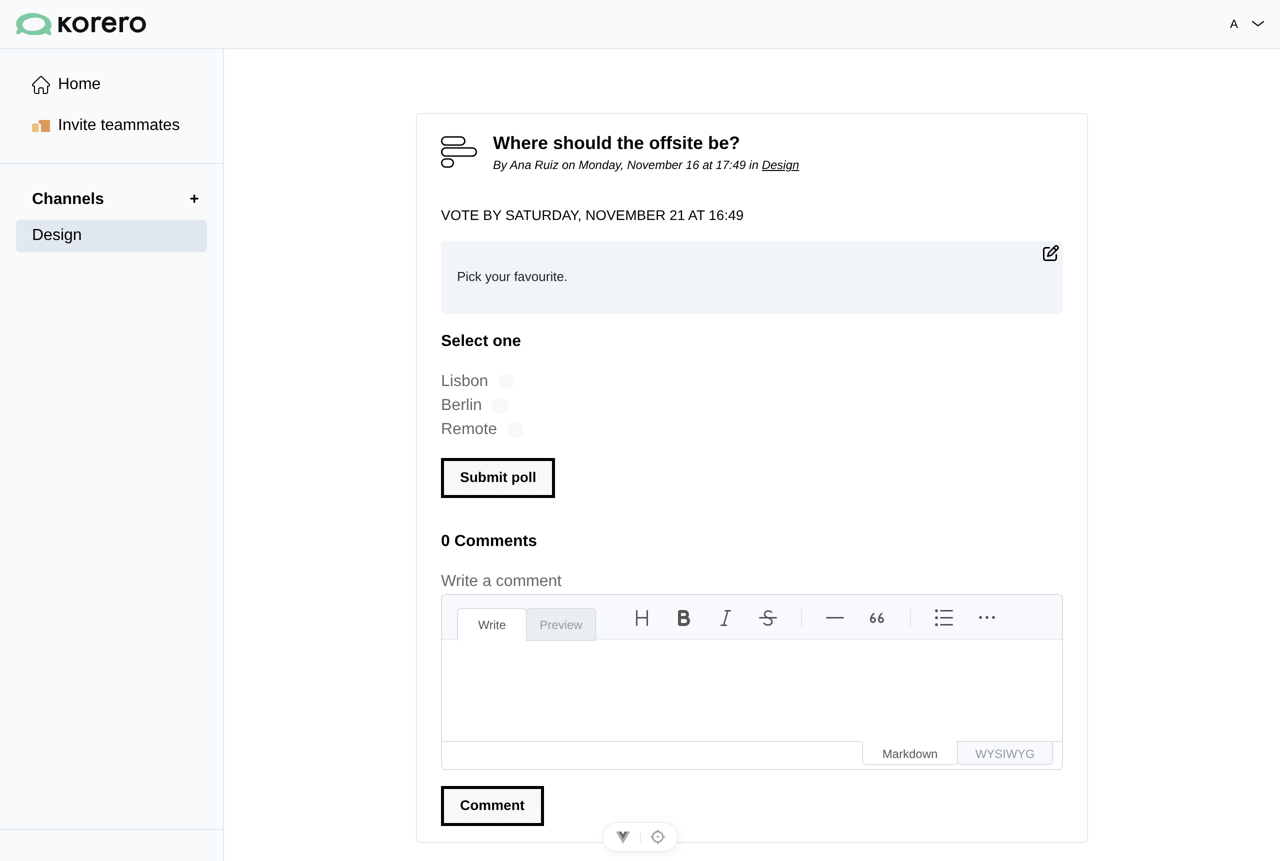 korero
A
Home
Invite teammates
Channels +
Design
Where should the offsite be?
By Ana Ruiz on Monday, November 16 at 17:49 in Design
VOTE BY SATURDAY, NOVEMBER 21 AT 16:49
Pick your favourite.
Select one
Lisbon
Berlin
Remote
Submit poll
0 Comments
Write a comment
Write Preview
Markdown WYSIWYG
Comment